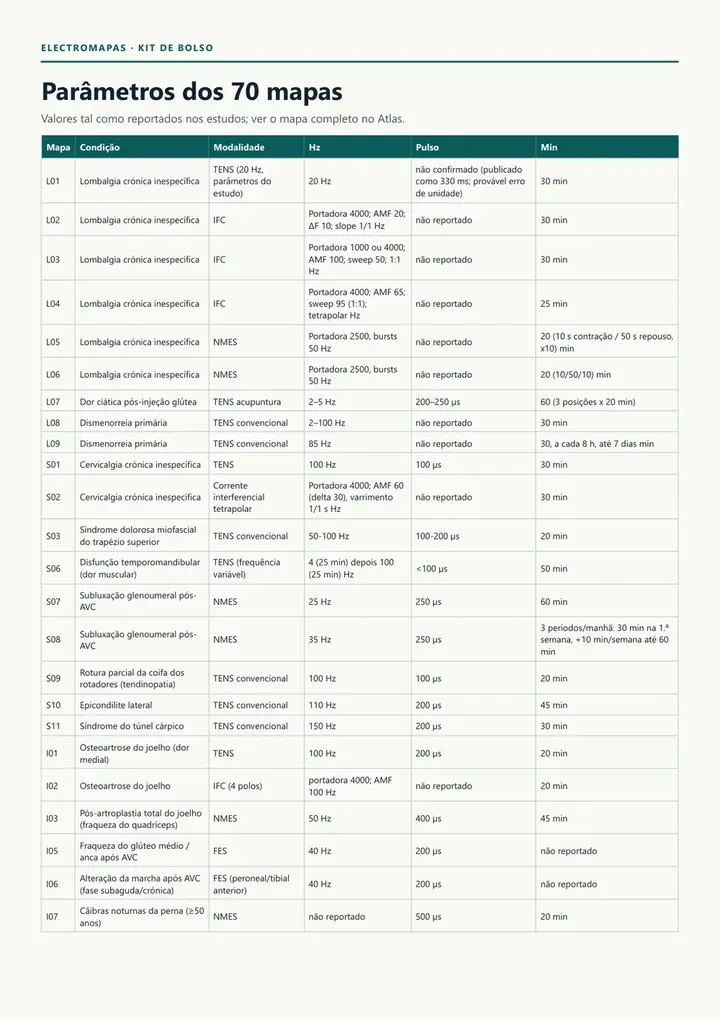 ELECTROMAPAS · KIT DE BOLSO
Parâmetros dos 70 mapas
Valores tal como reportados nos estudos; ver o mapa completo no Atlas.
Mapa Condição Modalidade Hz Pulso Min
L01 Lombalgia crónica inespecífica TENS (20 Hz, parâmetros do estudo) 20 Hz não confirmado (publicado como 330 ms; provável erro de unidade) 30 min
L02 Lombalgia crónica inespecífica IFC Portadora 4000; AMF 20; ΔF 10; slope 1/1 Hz não reportado 30 min
L03 Lombalgia crónica inespecífica IFC Portadora 1000 ou 4000; AMF 100; sweep 50; 1:1 Hz não reportado 30 min
L04 Lombalgia crónica inespecífica IFC Portadora 4000; AMF 65; sweep 95 (1:1); tetrapolar Hz não reportado 25 min
L05 Lombalgia crónica inespecífica NMES Portadora 2500, bursts 50 Hz não reportado 20 (10 s contração / 50 s repouso, x10) min
L06 Lombalgia crónica inespecífica NMES Portadora 2500, bursts 50 Hz não reportado 20 (10/50/10) min
L07 Dor ciática pós-injeção glútea TENS acupuntura 2–5 Hz 200–250 µs 60 (3 posições x 20 min)
L08 Dismenorreia primária TENS convencional 2–100 Hz não reportado 30 min
L09 Dismenorreia primária TENS convencional 85 Hz não reportado 30, a cada 8 h, até 7 dias min
S01 Cervicalgia crónica inespecífica TENS 100 Hz 100 µs 30 min
S02 Cervicalgia crónica inespecífica Corrente interferencial tetrapolar Portadora 4000; AMF 60 (delta 30), varrimento 1/1 s Hz não reportado 30 min
S03 Síndrome dolorosa miofascial do trapézio superior TENS convencional 50-100 Hz 100-200 µs 20 min
S06 Disfunção temporomandibular (dor muscular) TENS (frequência variável) 4 (25 min) depois 100 (25 min) Hz <100 µs 50 min
S07 Subluxação glenoumeral pós-AVC NMES 25 Hz 250 µs 60 min
S08 Subluxação glenoumeral pós-AVC NMES 35 Hz 250 µs 3 períodos/manhã: 30 min na 1.ª semana, +10 min/semana até 60 min
S09 Rotura parcial da coifa dos rotadores (tendinopatia) TENS convencional 100 Hz 100 µs 20 min
S10 Epicondilite lateral TENS convencional 110 Hz 200 µs 45 min
S11 Síndrome do túnel cárpico TENS convencional 150 Hz 200 µs 30 min
I01 Osteoartrose do joelho (dor medial) TENS 100 Hz 200 µs 20 min
I02 Osteoartrose do joelho IFC (4 polos) portadora 4000; AMF 100 Hz não reportado 20 min
I03 Pós-artroplastia total do joelho (fraqueza do quadríceps) NMES 50 Hz 400 µs 45 min
I05 Fraqueza do glúteo médio / anca após AVC FES 40 Hz 200 µs não reportado
I06 Alteração da marcha após AVC (fase subaguda/crónica) FES (peroneal/tibial anterior) 40 Hz 200 µs não reportado
I07 Cãibras noturnas da perna (≥50 anos) NMES não reportado 500 µs 20 min